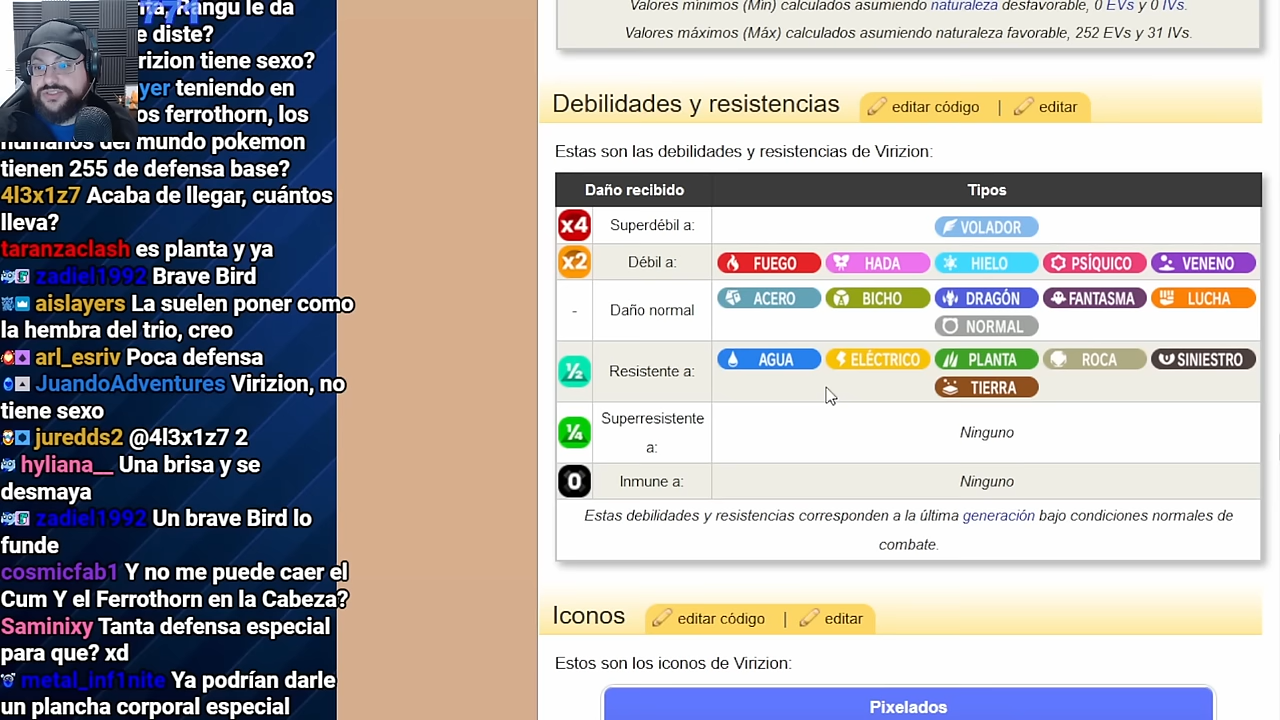 nta, Rangu le da
771
e diste?
rizion tiene sexo?
yer teniendo en
os ferrothorn, los
humanos del mundo pokemon
tienen 255 de defensa base?
4l3x1z7 Acaba de llegar, cuántos
lleva?
taranzaclash es planta y ya
zadiel1992 Brave Bird
aislayers La suelen poner como
la hembra del trio, creo
arl_esriv Poca defensa
JuandoAdventures Virizion, no
tiene sexo
juredds2 @4l3x1z7 2
hyliana__ Una brisa y se
desmaya
zadiel1992 Un brave Bird lo
funde
cosmicfab1 Y no me puede caer el
Cum Y el Ferrothorn en la Cabeza?
Saminixy Tanta defensa especial
para que? xd
metal_inf1nite Ya podrían darle
un plancha corporal especial
Valores mínimos (Min) calculados asumiendo naturaleza desfavorable, 0 EVs y 0 IVs.
Valores máximos (Máx) calculados asumiendo naturaleza favorable, 252 EVs y 31 IVs.
Debilidades y resistencias editar código | editar
Estas son las debilidades y resistencias de Virizion:
Daño recibido Tipos
x4 Superdébil a: VOLADOR
x2 Débil a: FUEGO HADA HIELO PSÍQUICO VENENO
- Daño normal ACERO BICHO DRAGÓN FANTASMA LUCHA
NORMAL
½ Resistente a: AGUA ELÉCTRICO PLANTA ROCA SINIESTRO
TIERRA
¼ Superresistente
a: Ninguno
0 Inmune a: Ninguno
Estas debilidades y resistencias corresponden a la última generación bajo condiciones normales de
combate.
Iconos editar código | editar
Estos son los iconos de Virizion:
Pixelados